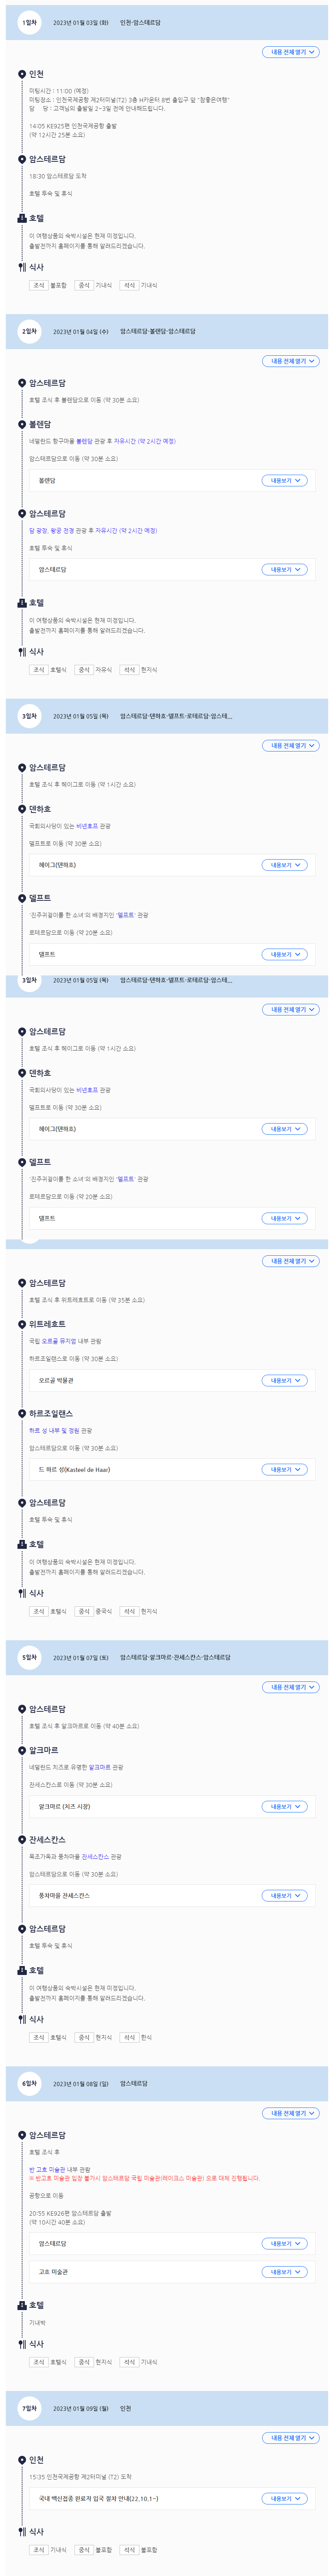 1일차 2023년 01월 03일 (화) 인천-암스테르담
내용 전체 열기
인천
미팅시간 : 11:00 (예정)
미팅장소 : 인천국제공항 제2터미널(T2) 3층 H카운터 8번 출입구 앞 "참좋은여행"
담 당 : 고객님의 출발일 2~3일 전에 안내해드립니다.
14:05 KE925편 인천국제공항 출발
(약 12시간 25분 소요)
암스테르담
18:30 암스테르담 도착
호텔 투숙 및 휴식
호텔
이 여행상품의 숙박시설은 현재 미정입니다.
출발전까지 홈페이지를 통해 알려드리겠습니다.
식사
조식 불포함 중식 기내식 석식 기내식
2일차 2023년 01월 04일 (수) 암스테르담-볼렌담-암스테르담
내용 전체 열기
암스테르담
호텔 조식 후 볼렌담으로 이동 (약 30분 소요)
볼렌담
네덜란드 항구마을 볼렌담 관광 후 자유시간 (약 2시간 예정)
암스테르담으로 이동 (약 30분 소요)
볼렌담 내용보기
암스테르담
담 광장, 왕궁 전경 관광 후 자유시간 (약 2시간 예정)
호텔 투숙 및 휴식
암스테르담 내용보기
호텔
이 여행상품의 숙박시설은 현재 미정입니다.
출발전까지 홈페이지를 통해 알려드리겠습니다.
식사
조식 호텔식 중식 자유식 석식 현지식
3일차 2023년 01월 05일 (목) 암스테르담-덴하호-델프트-로테르담-암스테...
내용 전체 열기
암스테르담
호텔 조식 후 헤이그로 이동 (약 1시간 소요)
덴하호
국회의사당이 있는 비넨호프 관광
델프트로 이동 (약 30분 소요)
헤이그(덴하호) 내용보기
델프트
'진주귀걸이를 한 소녀'의 배경지인 '델프트' 관광
로테르담으로 이동 (약 20분 소요)
델프트 내용보기
3일차 2023년 01월 05일 (목) 암스테르담-덴하호-델프트-로테르담-암스테...
내용 전체 열기
암스테르담
호텔 조식 후 헤이그로 이동 (약 1시간 소요)
덴하호
국회의사당이 있는 비넨호프 관광
델프트로 이동 (약 30분 소요)
헤이그(덴하호) 내용보기
델프트
'진주귀걸이를 한 소녀'의 배경지인 '델프트' 관광
로테르담으로 이동 (약 20분 소요)
델프트 내용보기
내용 전체 열기
암스테르담
호텔 조식 후 위트레흐트로 이동 (약 35분 소요)
위트레흐트
국립 오르골 뮤지엄 내부 관람
하르조일랜스로 이동 (약 30분 소요)
오르골 박물관 내용보기
하르조일랜스
하르 성 내부 및 정원 관광
암스테르담으로 이동 (약 30분 소요)
드 하르 성(Kasteel de Haar) 내용보기
암스테르담
호텔 투숙 및 휴식
호텔
이 여행상품의 숙박시설은 현재 미정입니다.
출발전까지 홈페이지를 통해 알려드리겠습니다.
식사
조식 호텔식 중식 중국식 석식 현지식
5일차 2023년 01월 07일 (토) 암스테르담-알크마르-잔세스칸스-암스테르담
내용 전체 열기
암스테르담
호텔 조식 후 알크마르로 이동 (약 40분 소요)
알크마르
네덜란드 치즈로 유명한 알크마르 관광
잔세스칸스로 이동 (약 30분 소요)
알크마르 (치즈 시장) 내용보기
잔세스칸스
목조가옥과 풍차마을 잔세스칸스 관광
암스테르담으로 이동 (약 30분 소요)
풍차마을 잔세스칸스 내용보기
암스테르담
호텔 투숙 및 휴식
호텔
이 여행상품의 숙박시설은 현재 미정입니다.
출발전까지 홈페이지를 통해 알려드리겠습니다.
식사
조식 호텔식 중식 현지식 석식 한식
6일차 2023년 01월 08일 (일) 암스테르담
내용 전체 열기
암스테르담
호텔 조식 후
반 고흐 미술관 내부 관람
※ 반고흐 미술관 입장 불가시 암스테르담 국립 미술관(레이크스 미술관) 으로 대체 진행됩니다.
공항으로 이동
20:55 KE926편 암스테르담 출발
(약 10시간 40분 소요)
암스테르담 내용보기
고흐 미술관 내용보기
호텔
기내박
식사
조식 호텔식 중식 현지식 석식 기내식
7일차 2023년 01월 09일 (월) 인천
내용 전체 열기
인천
15:35 인천국제공항 제2터미널 (T2) 도착
국내 백신접종 완료자 입국 절차 안내(22.10.1~) 내용보기
식사
조식 기내식 중식 불포함 석식 불포함